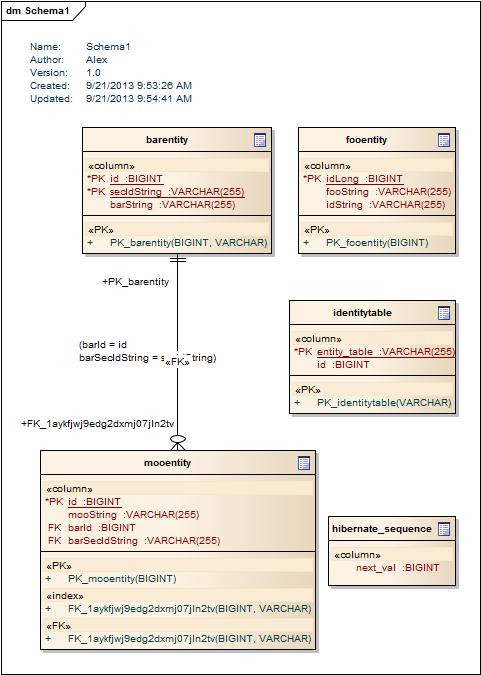 dm Schema1
Name: Schema1
Author: Alex
Version: 1.0
Created: 9/21/2013 9:53:26 AM
Updated: 9/21/2013 9:54:41 AM
barentity
«column»
*PK id :BIGINT
*PK secIdString :VARCHAR(255)
barString :VARCHAR(255)
«PK»
+ PK_barentity(BIGINT, VARCHAR)
fooentity
«column»
*PK idLong :BIGINT
fooString :VARCHAR(255)
idString :VARCHAR(255)
«PK»
+ PK_fooentity(BIGINT)
+PK_barentity
(barId = id
barSecIdString = s String)
«FK»
+FK_1aykfjwj9edg2dxmj07jln2tv
identitytable
«column»
*PK entity_table :VARCHAR(255)
id :BIGINT
«PK»
+ PK_identitytable(VARCHAR)
mooentity
«column»
*PK id :BIGINT
mooString :VARCHAR(255)
FK barId :BIGINT
FK barSecIdString :VARCHAR(255)
«PK»
+ PK_mooentity(BIGINT)
«index»
+ FK_1aykfjwj9edg2dxmj07jln2tv(BIGINT, VARCHAR)
«FK»
+ FK_1aykfjwj9edg2dxmj07jln2tv(BIGINT, VARCHAR)
hibernate_sequence
«column»
next_val :BIGINT